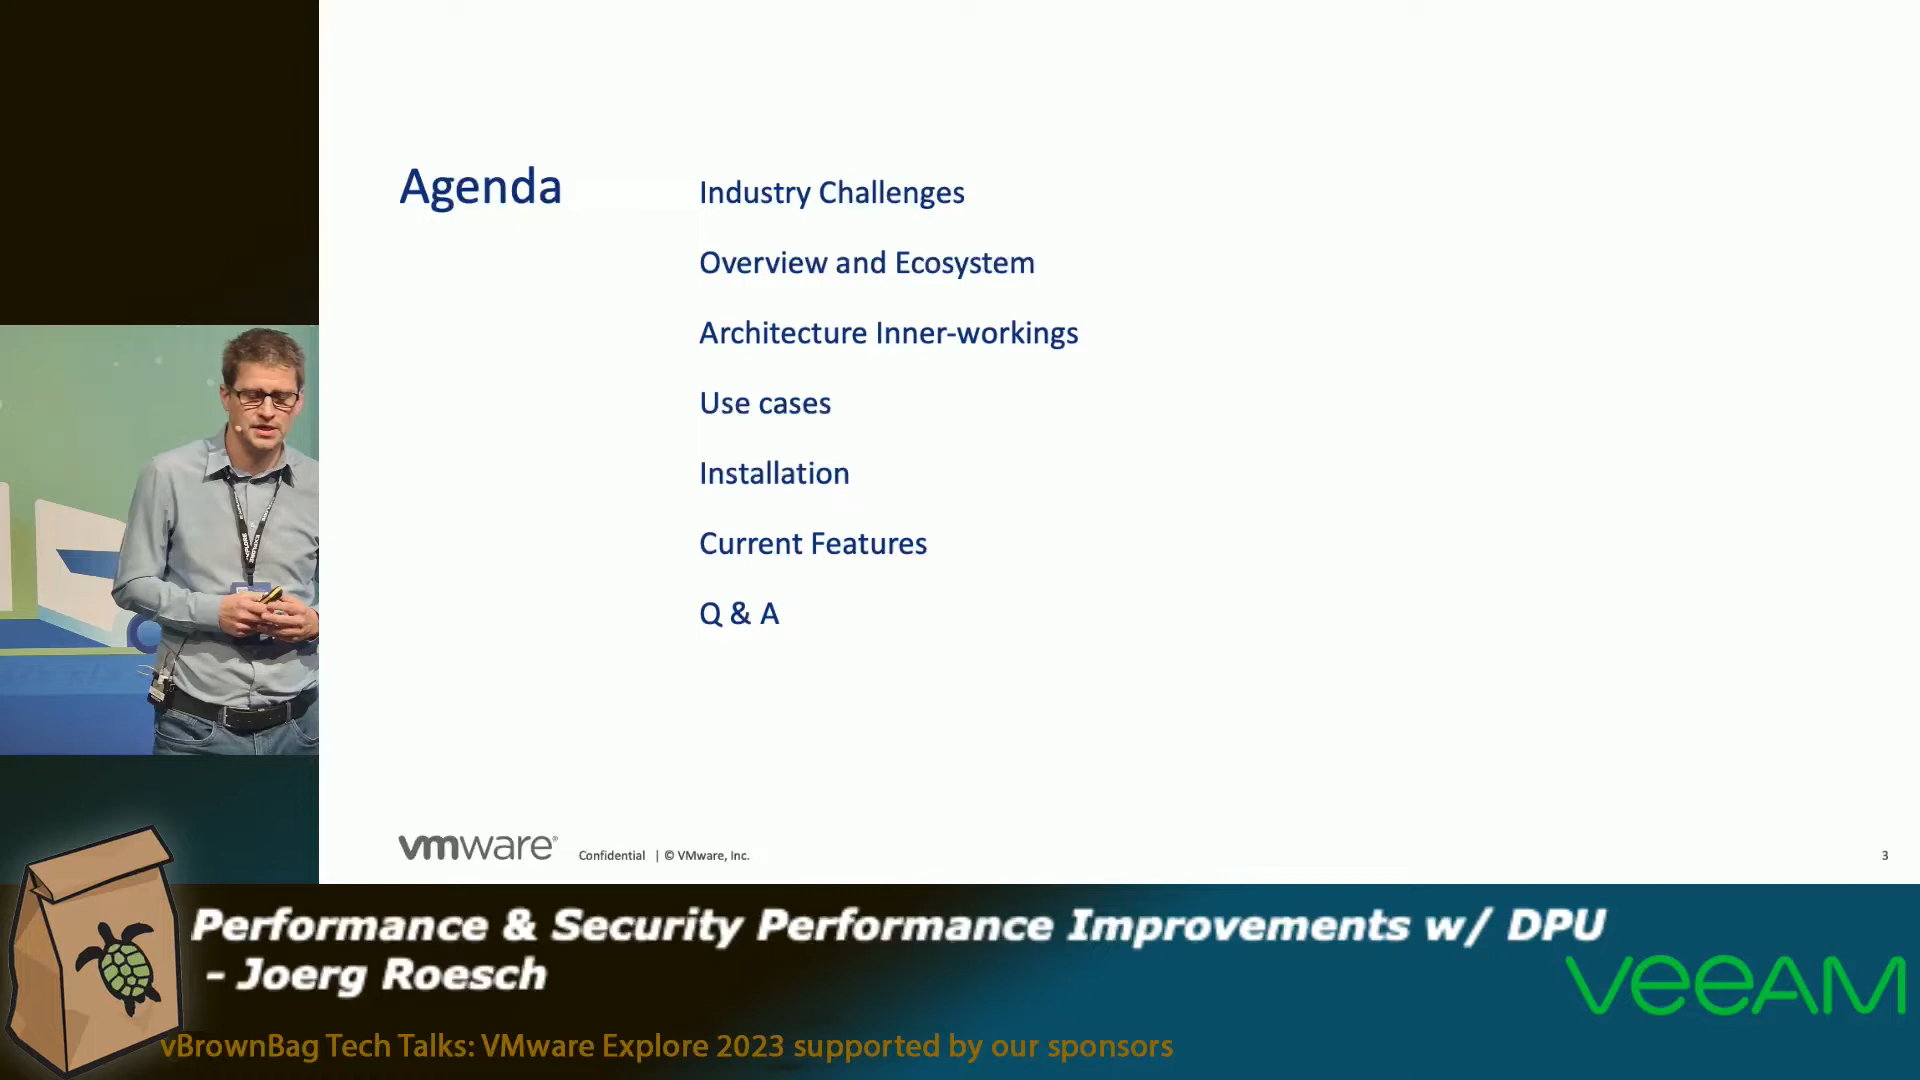 Agenda
Industry Challenges
Overview and Ecosystem
Architecture Inner-workings
Use cases
Installation
Current Features
Q & A
vmware®
Confidential | © VMware, Inc.
3
Performance & Security Performance Improvements w/ DPU
- Joerg Roesch
veeAM
vBrownBag Tech Talks: VMware Explore 2023 supported by our sponsors